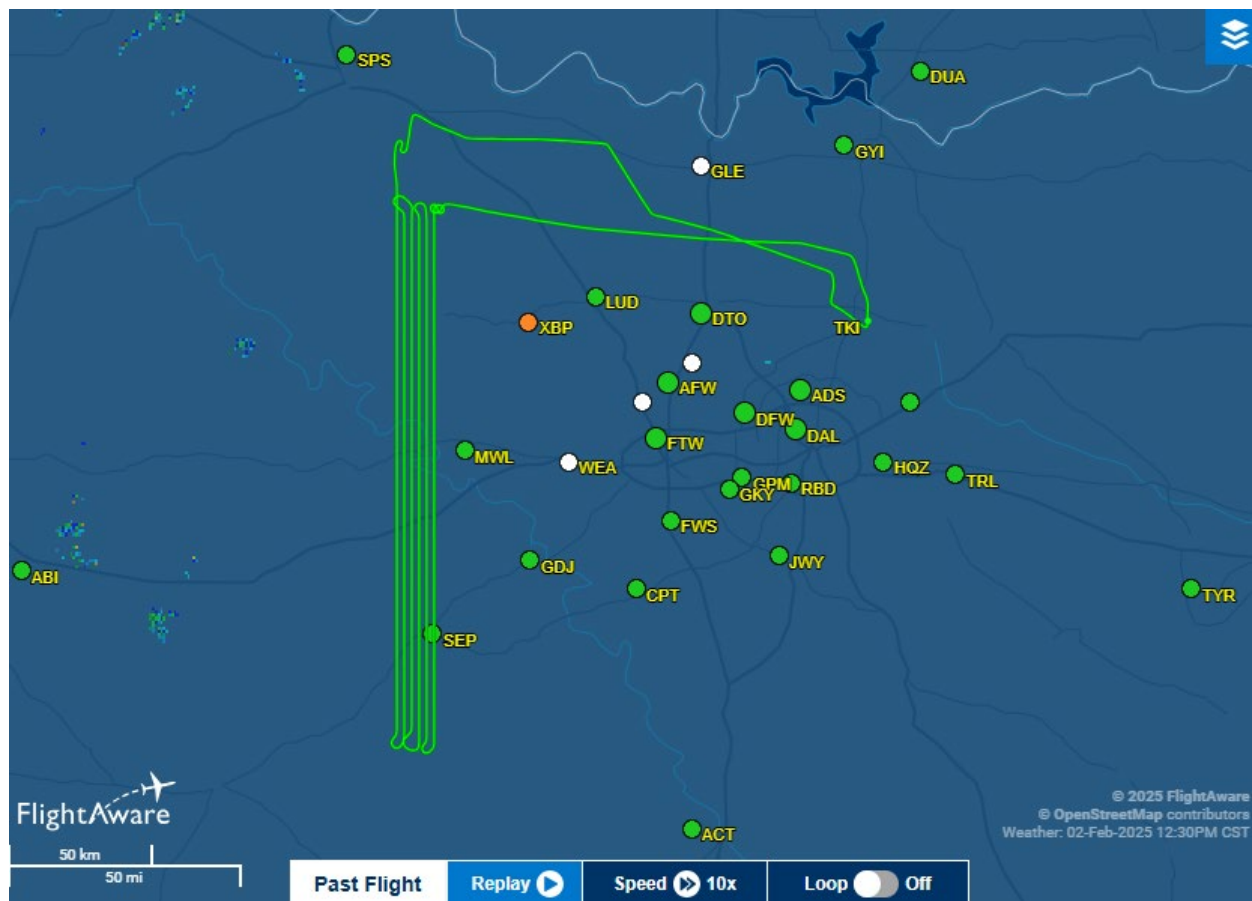 SPS
DUA
GYI
GLE
LUD
XBP
DTO
TKI
AFW
ADS
DFW
DAL
FTW
MWL
WEA
HQZ
TRL
GPM
GKY
RBD
FWS
GDJ
JWY
ABI
CPT
TYR
SEP
FlightAware
© 2025 FlightAware
© OpenStreetMap contributors
Weather: 02-Feb-2025 12:30PM CST
ACT
50 km
50 mi
Past Flight
Replay
Speed 10x
Loop Off